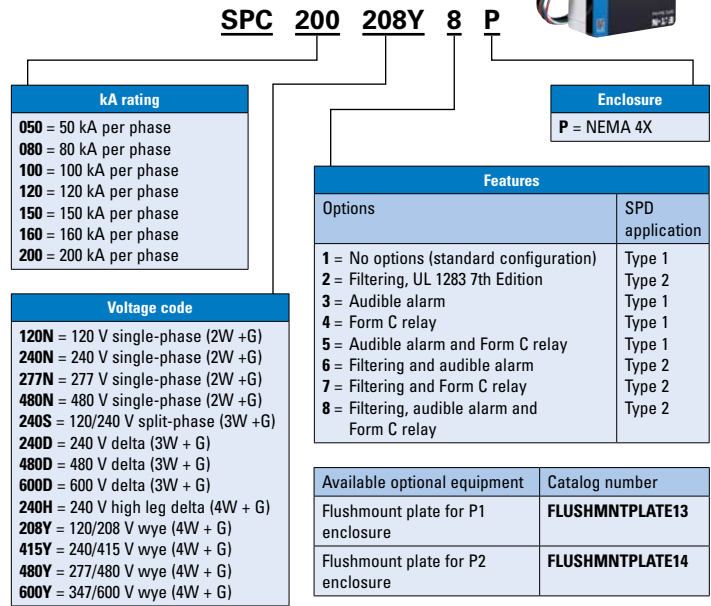 SPC 200 208Y 8 P
kA rating
050 = 50 kA per phase
080 = 80 kA per phase
100 = 100 kA per phase
120 = 120 kA per phase
150 = 150 kA per phase
160 = 160 kA per phase
200 = 200 kA per phase
Enclosure
P = NEMA 4X
Features
Options SPD application
1 = No options (standard configuration) Type 1
2 = Filtering, UL 1283 7th Edition Type 2
3 = Audible alarm Type 1
4 = Form C relay Type 1
5 = Audible alarm and Form C relay Type 1
6 = Filtering and audible alarm Type 2
7 = Filtering and Form C relay Type 2
8 = Filtering, audible alarm and Type 2
Form C relay
Voltage code
120N = 120 V single-phase (2W +G)
240N = 240 V single-phase (2W +G)
277N = 277 V single-phase (2W +G)
480N = 480 V single-phase (2W +G)
240S = 120/240 V split-phase (3W +G)
240D = 240 V delta (3W + G)
480D = 480 V delta (3W + G)
600D = 600 V delta (3W + G)
240H = 240 V high leg delta (4W + G)
208Y = 120/208 V wye (4W + G)
415Y = 240/415 V wye (4W + G)
480Y = 277/480 V wye (4W + G)
600Y = 347/600 V wye (4W + G)
Available optional equipment Catalog number
Flushmount plate for P1 FLUSHMNTPLATE13
enclosure
Flushmount plate for P2 FLUSHMNTPLATE14
enclosure